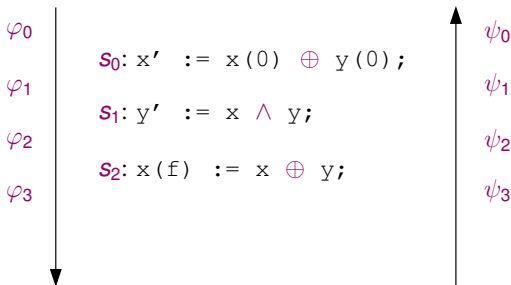 φ0 ψ0
s0: x′ := x(0) ⊕ y(0);
φ1 ψ1
s1: y′ := x ∧ y;
φ2 ψ2
s2: x(f) := x ⊕ y;
φ3 ψ3